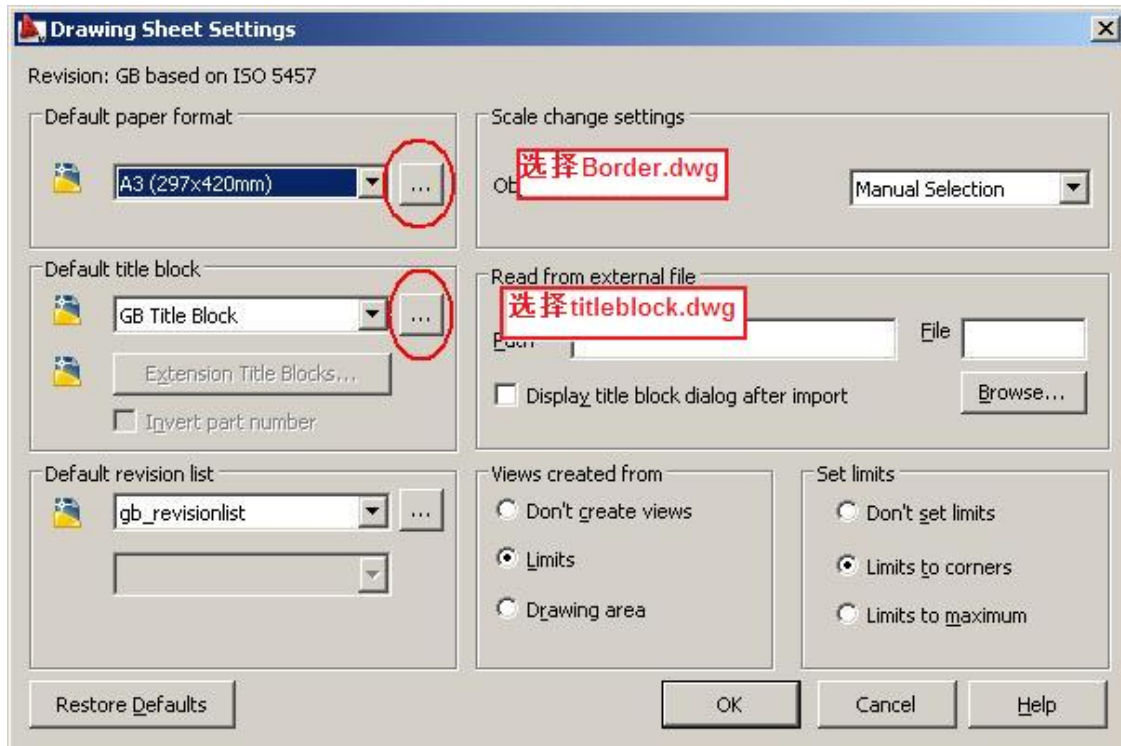 Drawing Sheet Settings
Revision: GB based on ISO 5457
Default paper format
A3 (297x420mm)
...
Scale change settings
选择Border.dwg
Manual Selection
Default title block
GB Title Block
...
Extension Title Blocks...
Invert part number
Read from external file
选择titleblock.dwg
Path
File
Display title block dialog after import
Browse...
Default revision list
gb_revisionlist
...
Views created from
Don't create views
Limits
Drawing area
Set limits
Don't set limits
Limits to corners
Limits to maximum
Restore Defaults
OK
Cancel
Help